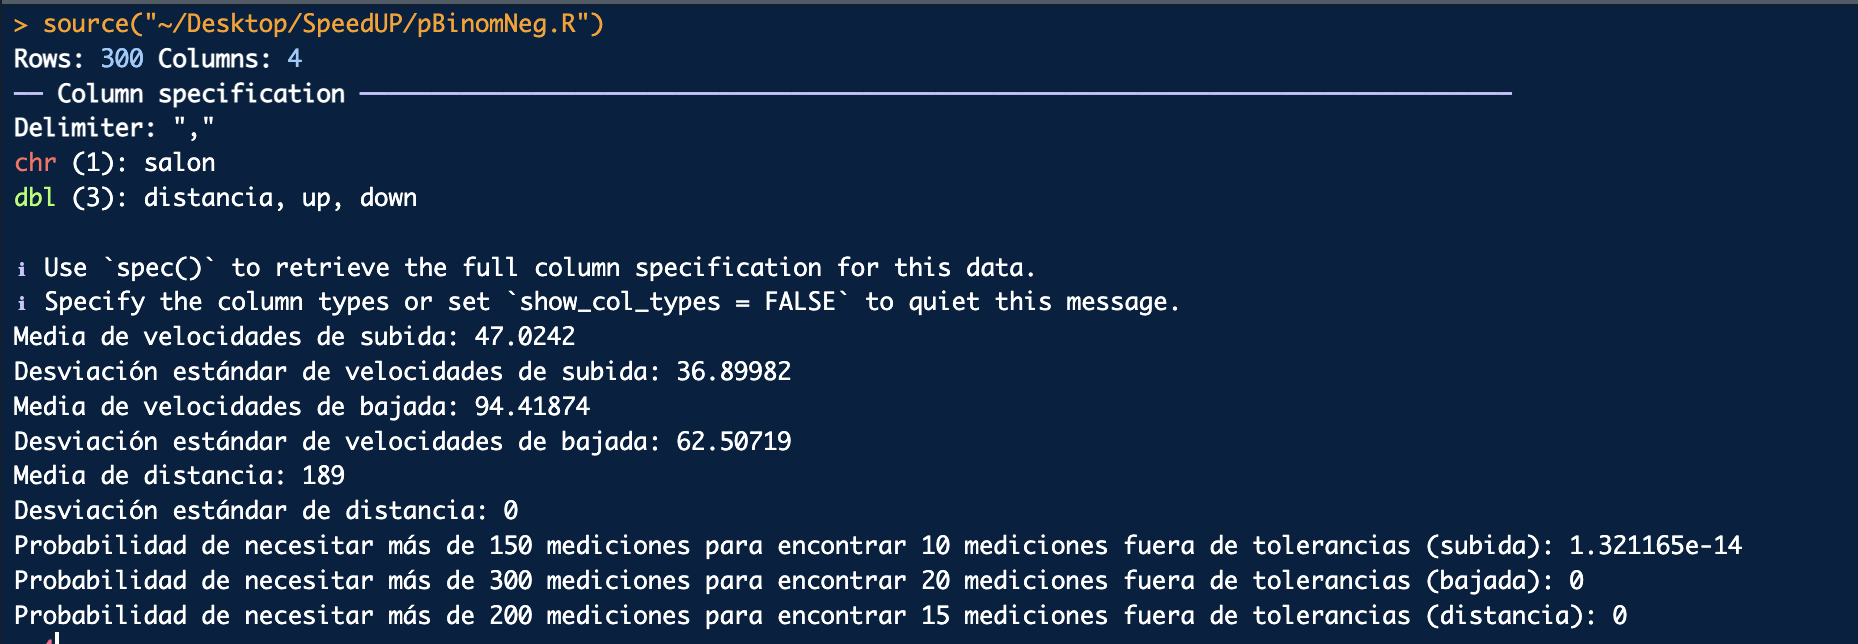 > source("~/Desktop/SpeedUP/pBinomNeg.R")
Rows: 300 Columns: 4
── Column specification ────────────────────────────────
Delimiter: ","
chr (1): salon
dbl (3): distancia, up, down
ℹ Use `spec()` to retrieve the full column specification for this data.
ℹ Specify the column types or set `show_col_types = FALSE` to quiet this message.
Media de velocidades de subida: 47.0242
Desviación estándar de velocidades de subida: 36.89982
Media de velocidades de bajada: 94.41874
Desviación estándar de velocidades de bajada: 62.50719
Media de distancia: 189
Desviación estándar de distancia: 0
Probabilidad de necesitar más de 150 mediciones para encontrar 10 mediciones fuera de tolerancias (subida): 1.321165e-14
Probabilidad de necesitar más de 300 mediciones para encontrar 20 mediciones fuera de tolerancias (bajada): 0
Probabilidad de necesitar más de 200 mediciones para encontrar 15 mediciones fuera de tolerancias (distancia): 0